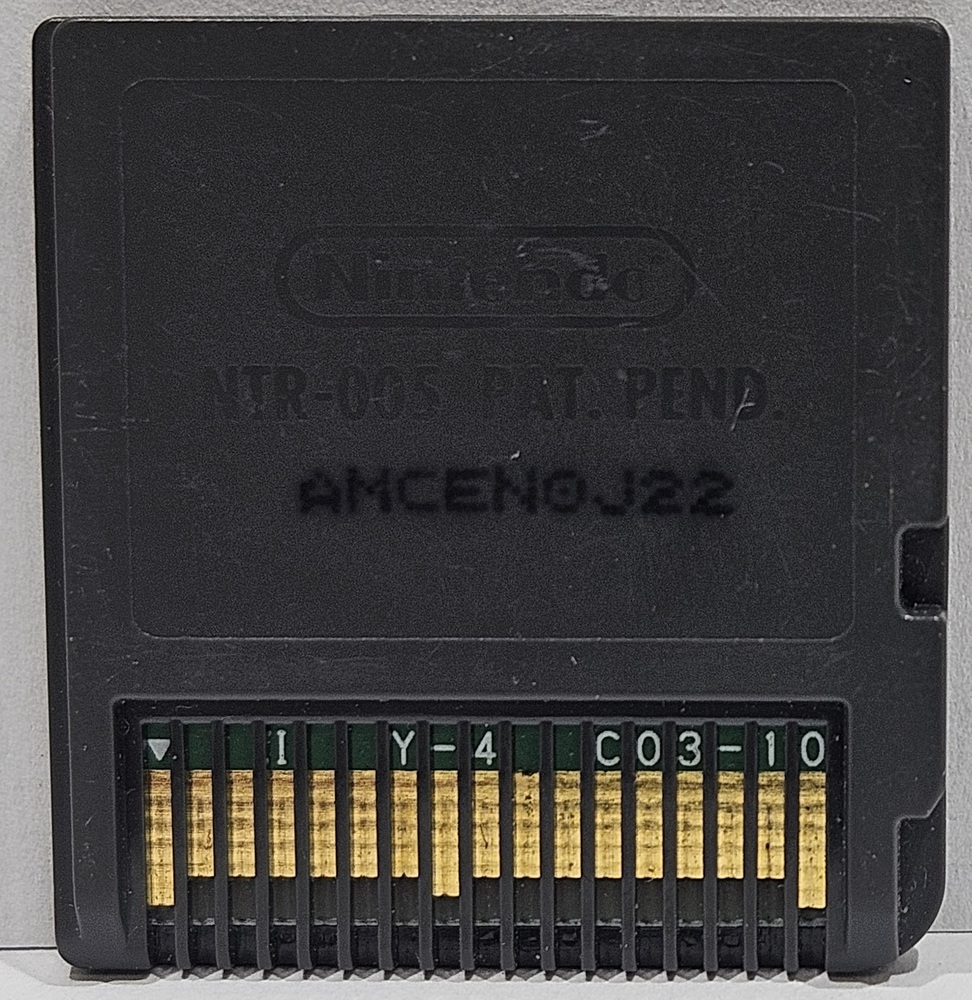 Nintendo®
NTR-005 PAT. PEND.
AMCEN0J22
▼ I Y-4 C03-10